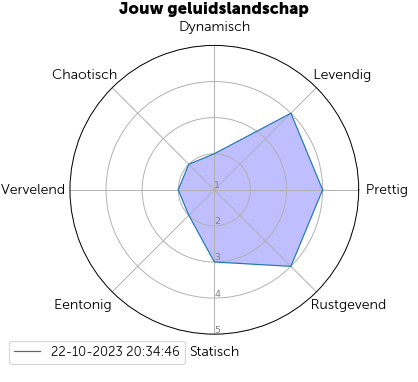 Jouw geluidslandschap
Dynamisch
Chaotisch
Levendig
Vervelend
Prettig
1
2
3
4
5
Eentonig
Rustgevend
22-10-2023 20:34:46
Statisch